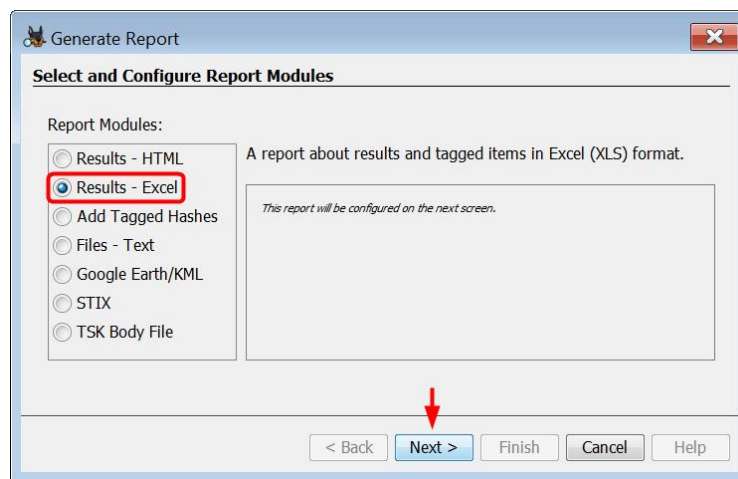 Generate Report
Select and Configure Report Modules
Report Modules:
Results - HTML
Results - Excel
Add Tagged Hashes
Files - Text
Google Earth/KML
STIX
TSK Body File
A report about results and tagged items in Excel (XLS) format.
This report will be configured on the next screen.
< Back
Next >
Finish
Cancel
Help